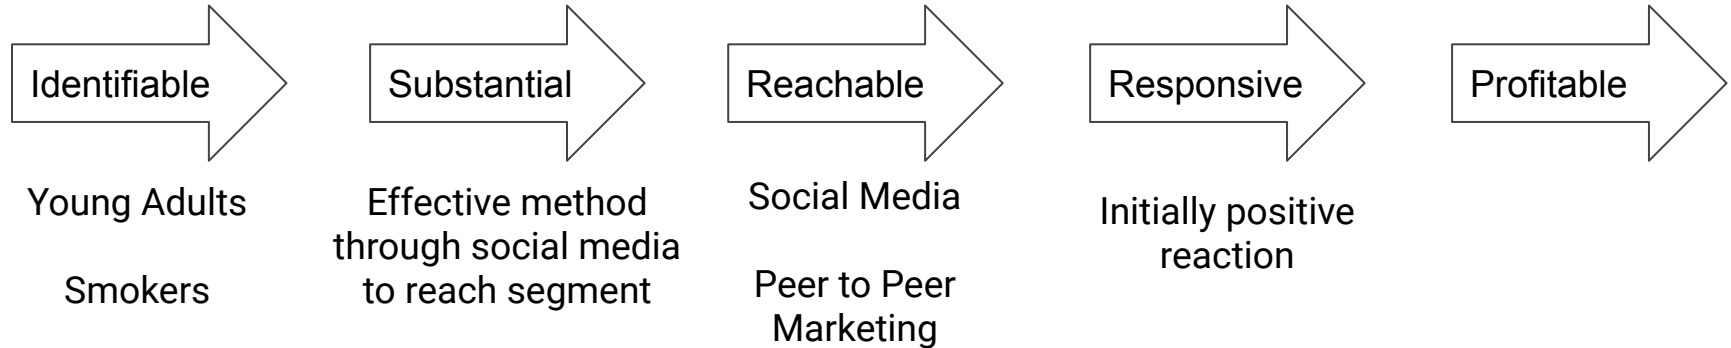 Identifiable
Substantial
Reachable
Responsive
Profitable
Young Adults
Smokers
Effective method
through social media
to reach segment
Social Media
Peer to Peer
Marketing
Initially positive
reaction